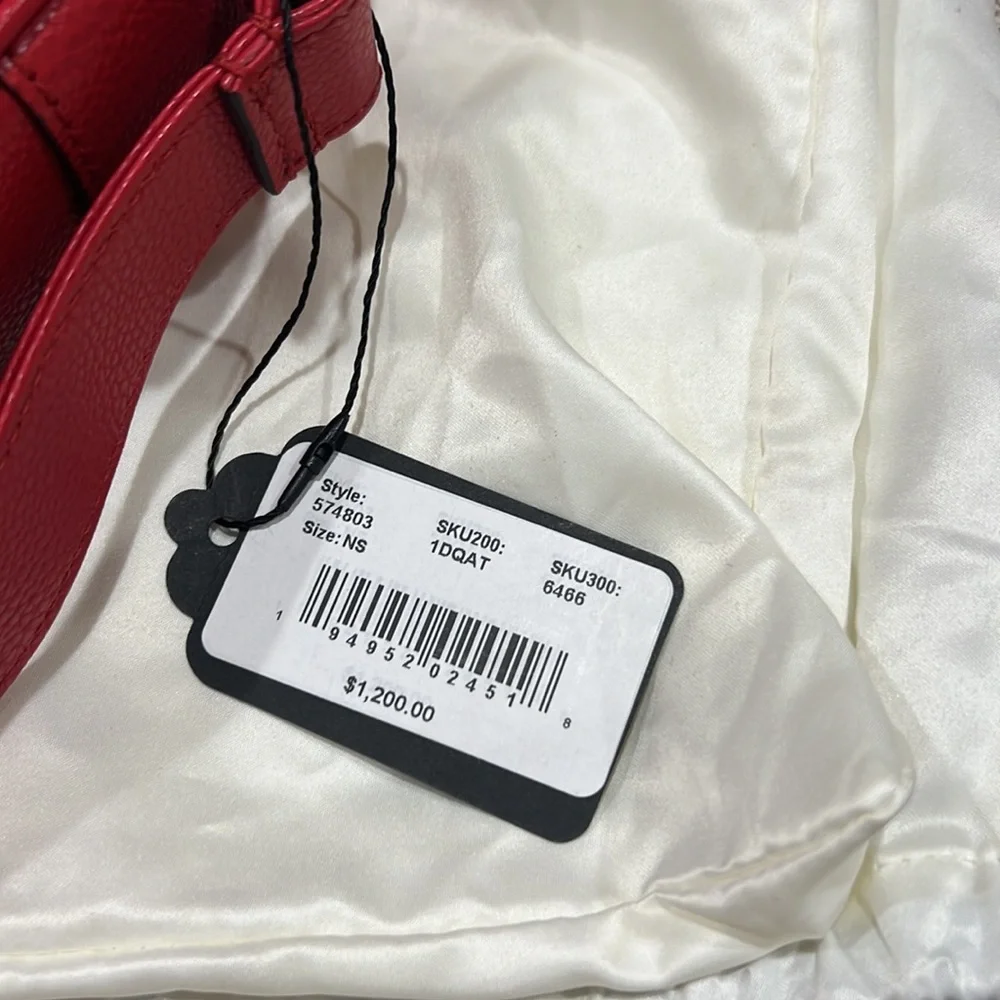 Style:
574803
Size: NS
SKU200:
1DQAT
SKU300:
6466
1 94952 02451 8
$1,200.00